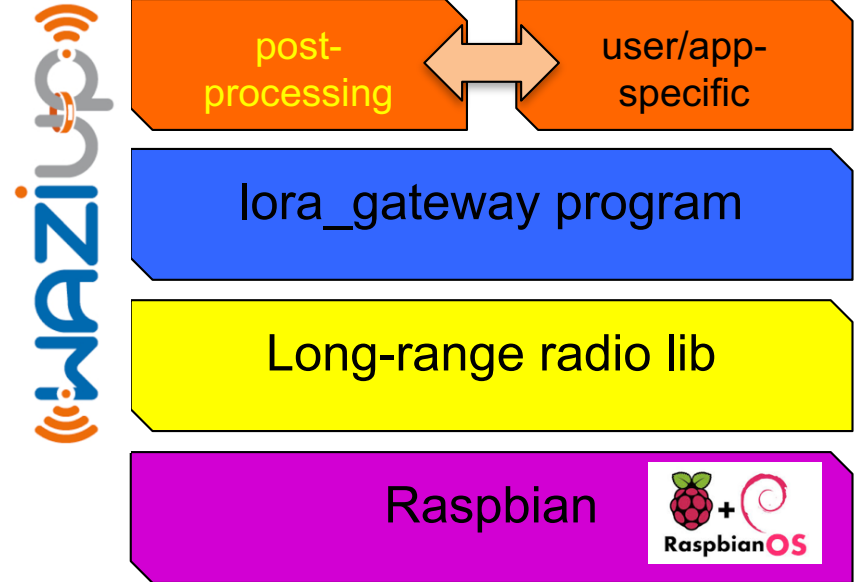 WAZIup
post-
processing
user/app-
specific
lora_gateway program
Long-range radio lib
Raspbian
+
RaspbianOS